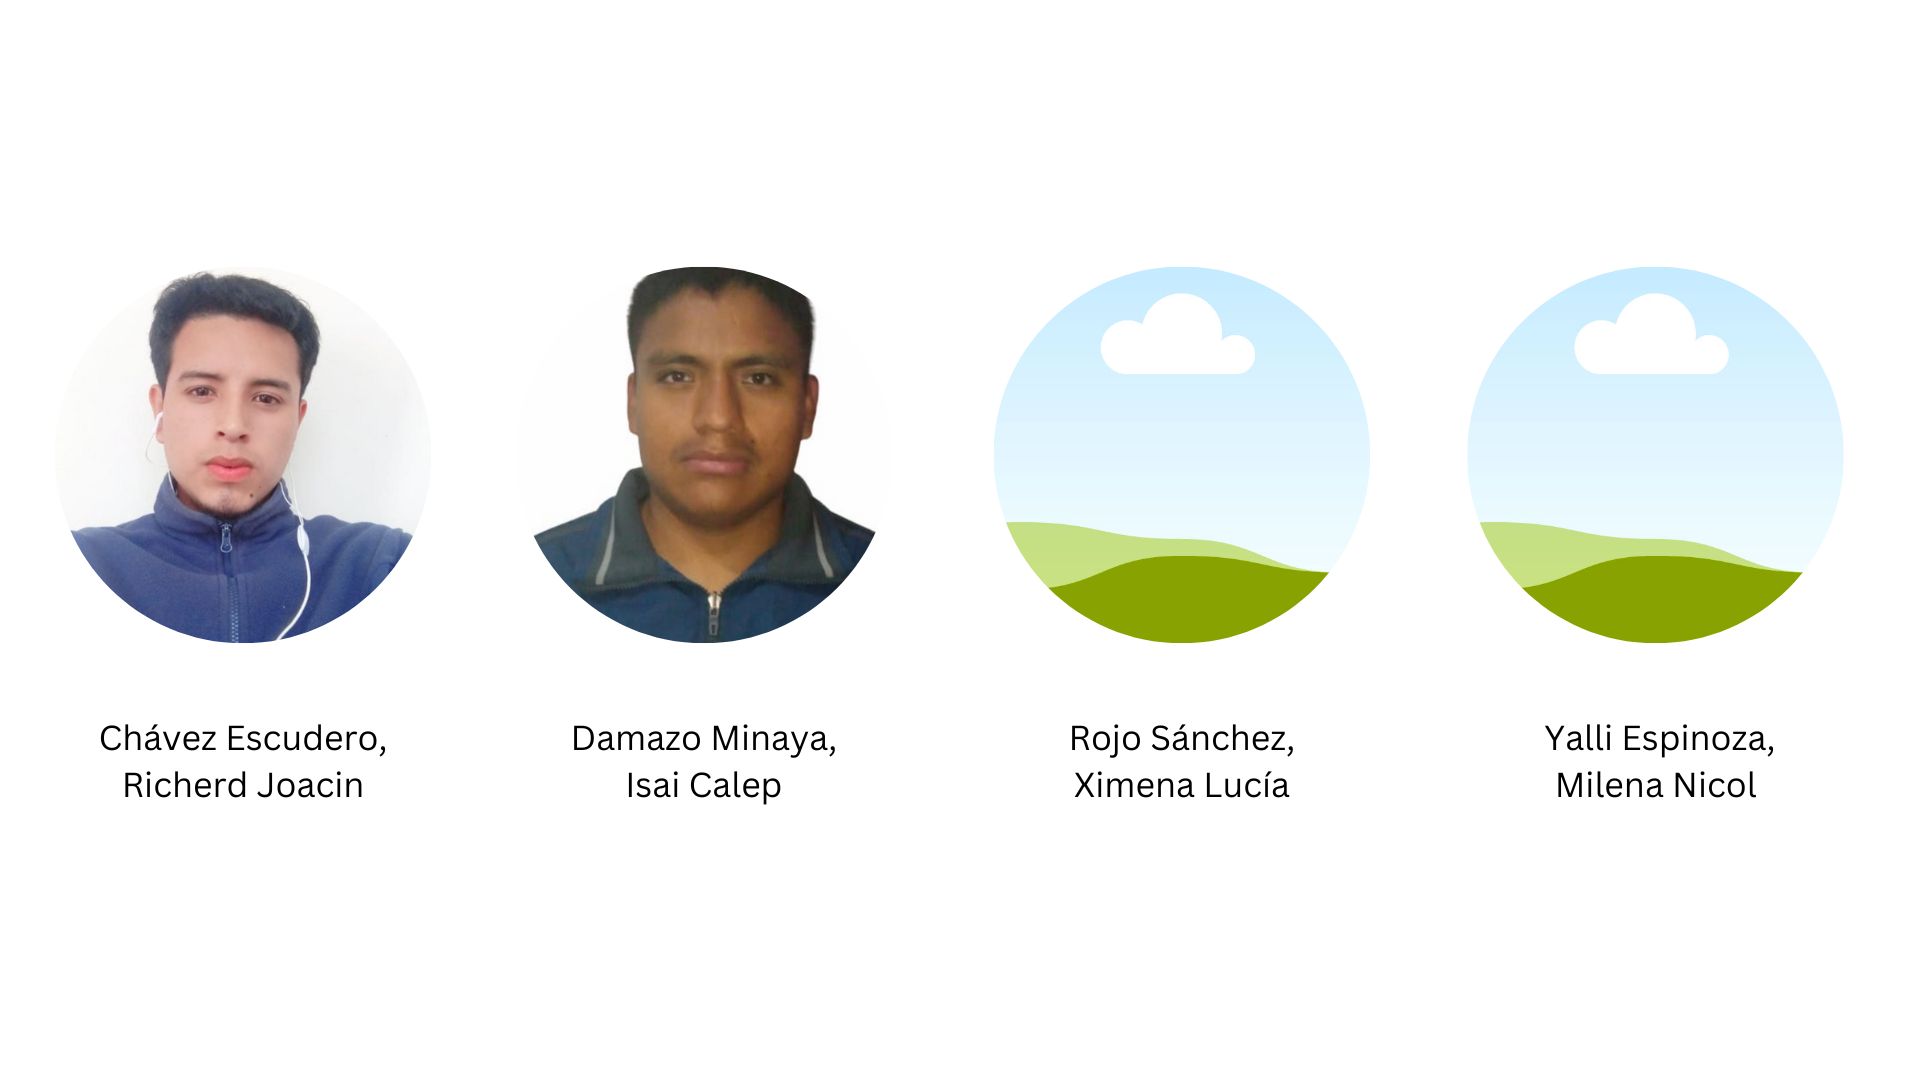 Chávez Escudero,
Richerd Joacin
Damazo Minaya,
Isai Calep
Rojo Sánchez,
Ximena Lucía
Yalli Espinoza,
Milena Nicol